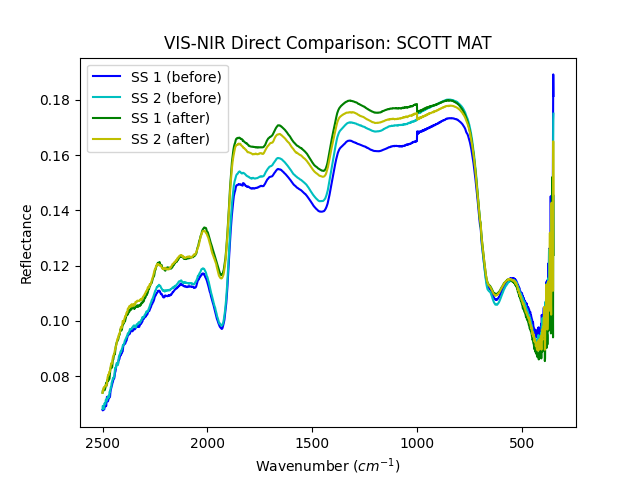 VIS-NIR Direct Comparison: SCOTT MAT
SS 1 (before)
SS 2 (before)
SS 1 (after)
SS 2 (after)
Reflectance
0.18
0.16
0.14
0.12
0.10
0.08
2500 2000 1500 1000 500
Wavenumber (cm⁻¹)